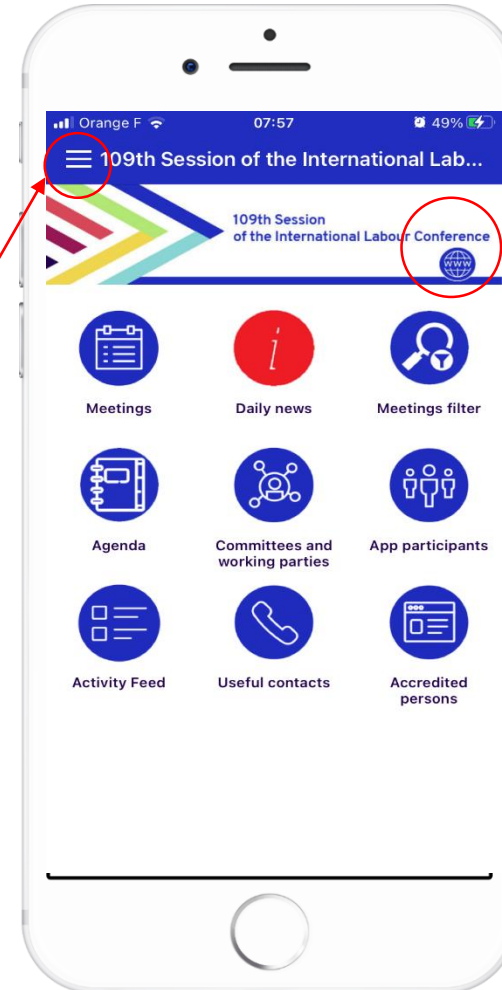 Orange F 07:57 49%
109th Session of the International Lab...
109th Session
of the International Labour Conference
www
Meetings Daily news Meetings filter
Agenda Committees and working parties App participants
Activity Feed Useful contacts Accredited persons